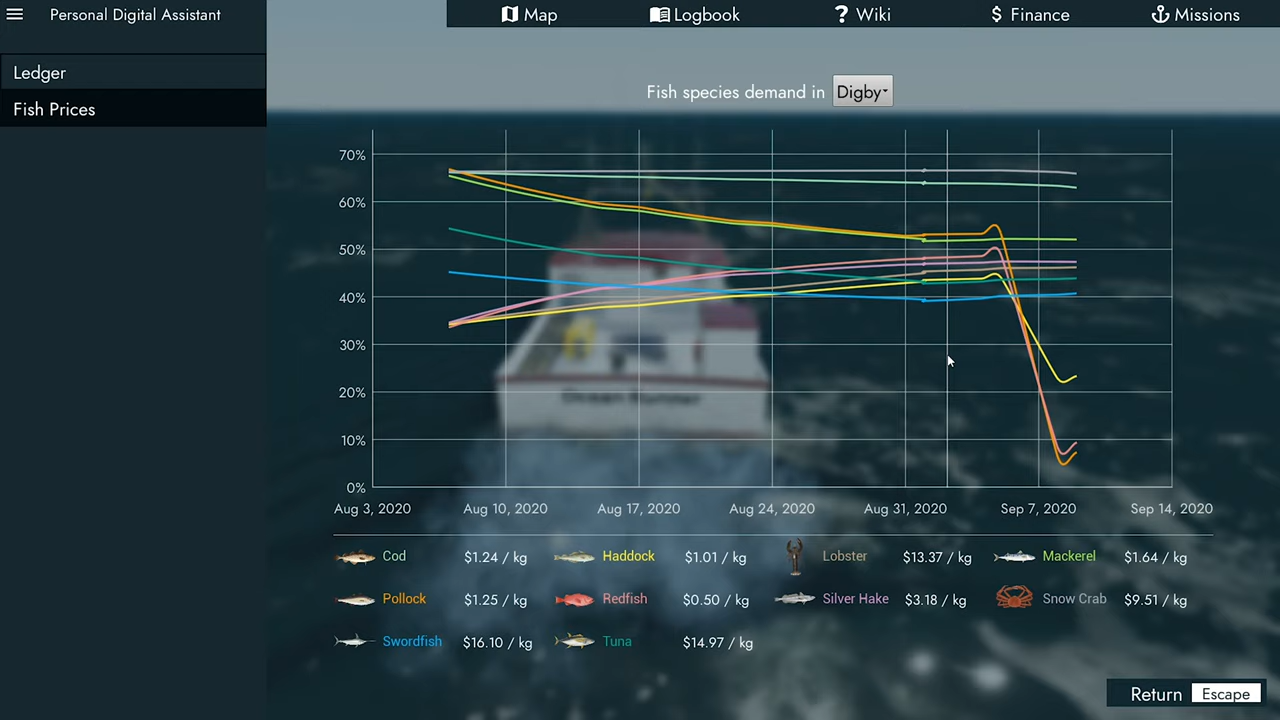 Personal Digital Assistant
Map
Logbook
? Wiki
$ Finance
Missions
Ledger
Fish Prices
Fish species demand in Digby
70%
60%
50%
40%
30%
20%
10%
0%
Aug 3, 2020 Aug 10, 2020 Aug 17, 2020 Aug 24, 2020 Aug 31, 2020 Sep 7, 2020 Sep 14, 2020
Cod $1.24 / kg Haddock $1.01 / kg Lobster $13.37 / kg Mackerel $1.64 / kg
Pollock $1.25 / kg Redfish $0.50 / kg Silver Hake $3.18 / kg Snow Crab $9.51 / kg
Swordfish $16.10 / kg Tuna $14.97 / kg
Return Escape